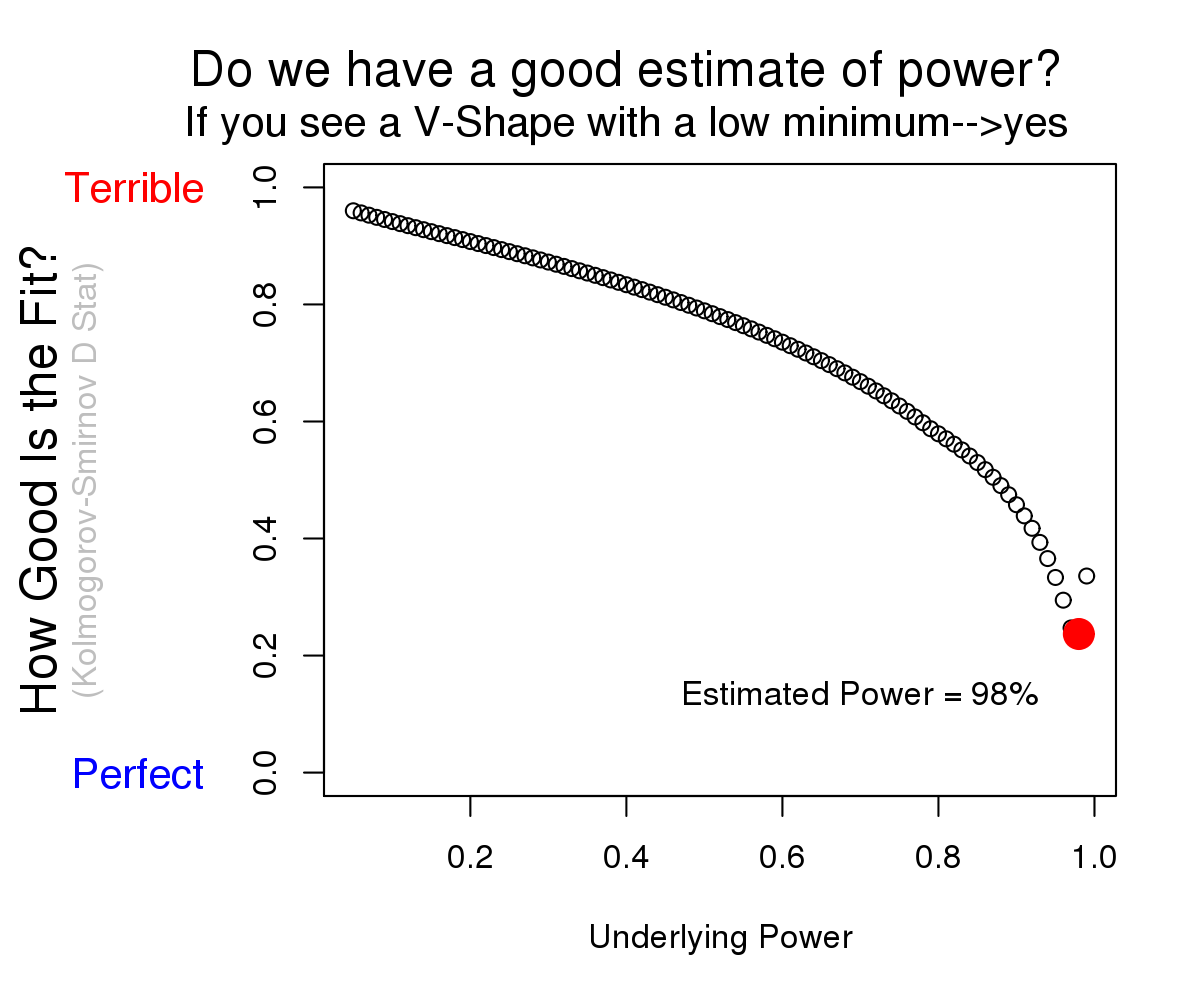 Do we have a good estimate of power?
If you see a V-Shape with a low minimum-->yes
Terrible
How Good Is the Fit?
(Kolmogorov-Smirnov D Stat)
Perfect
1.0
0.8
0.6
0.4
0.2
0.0
Estimated Power = 98%
0.2 0.4 0.6 0.8 1.0
Underlying Power